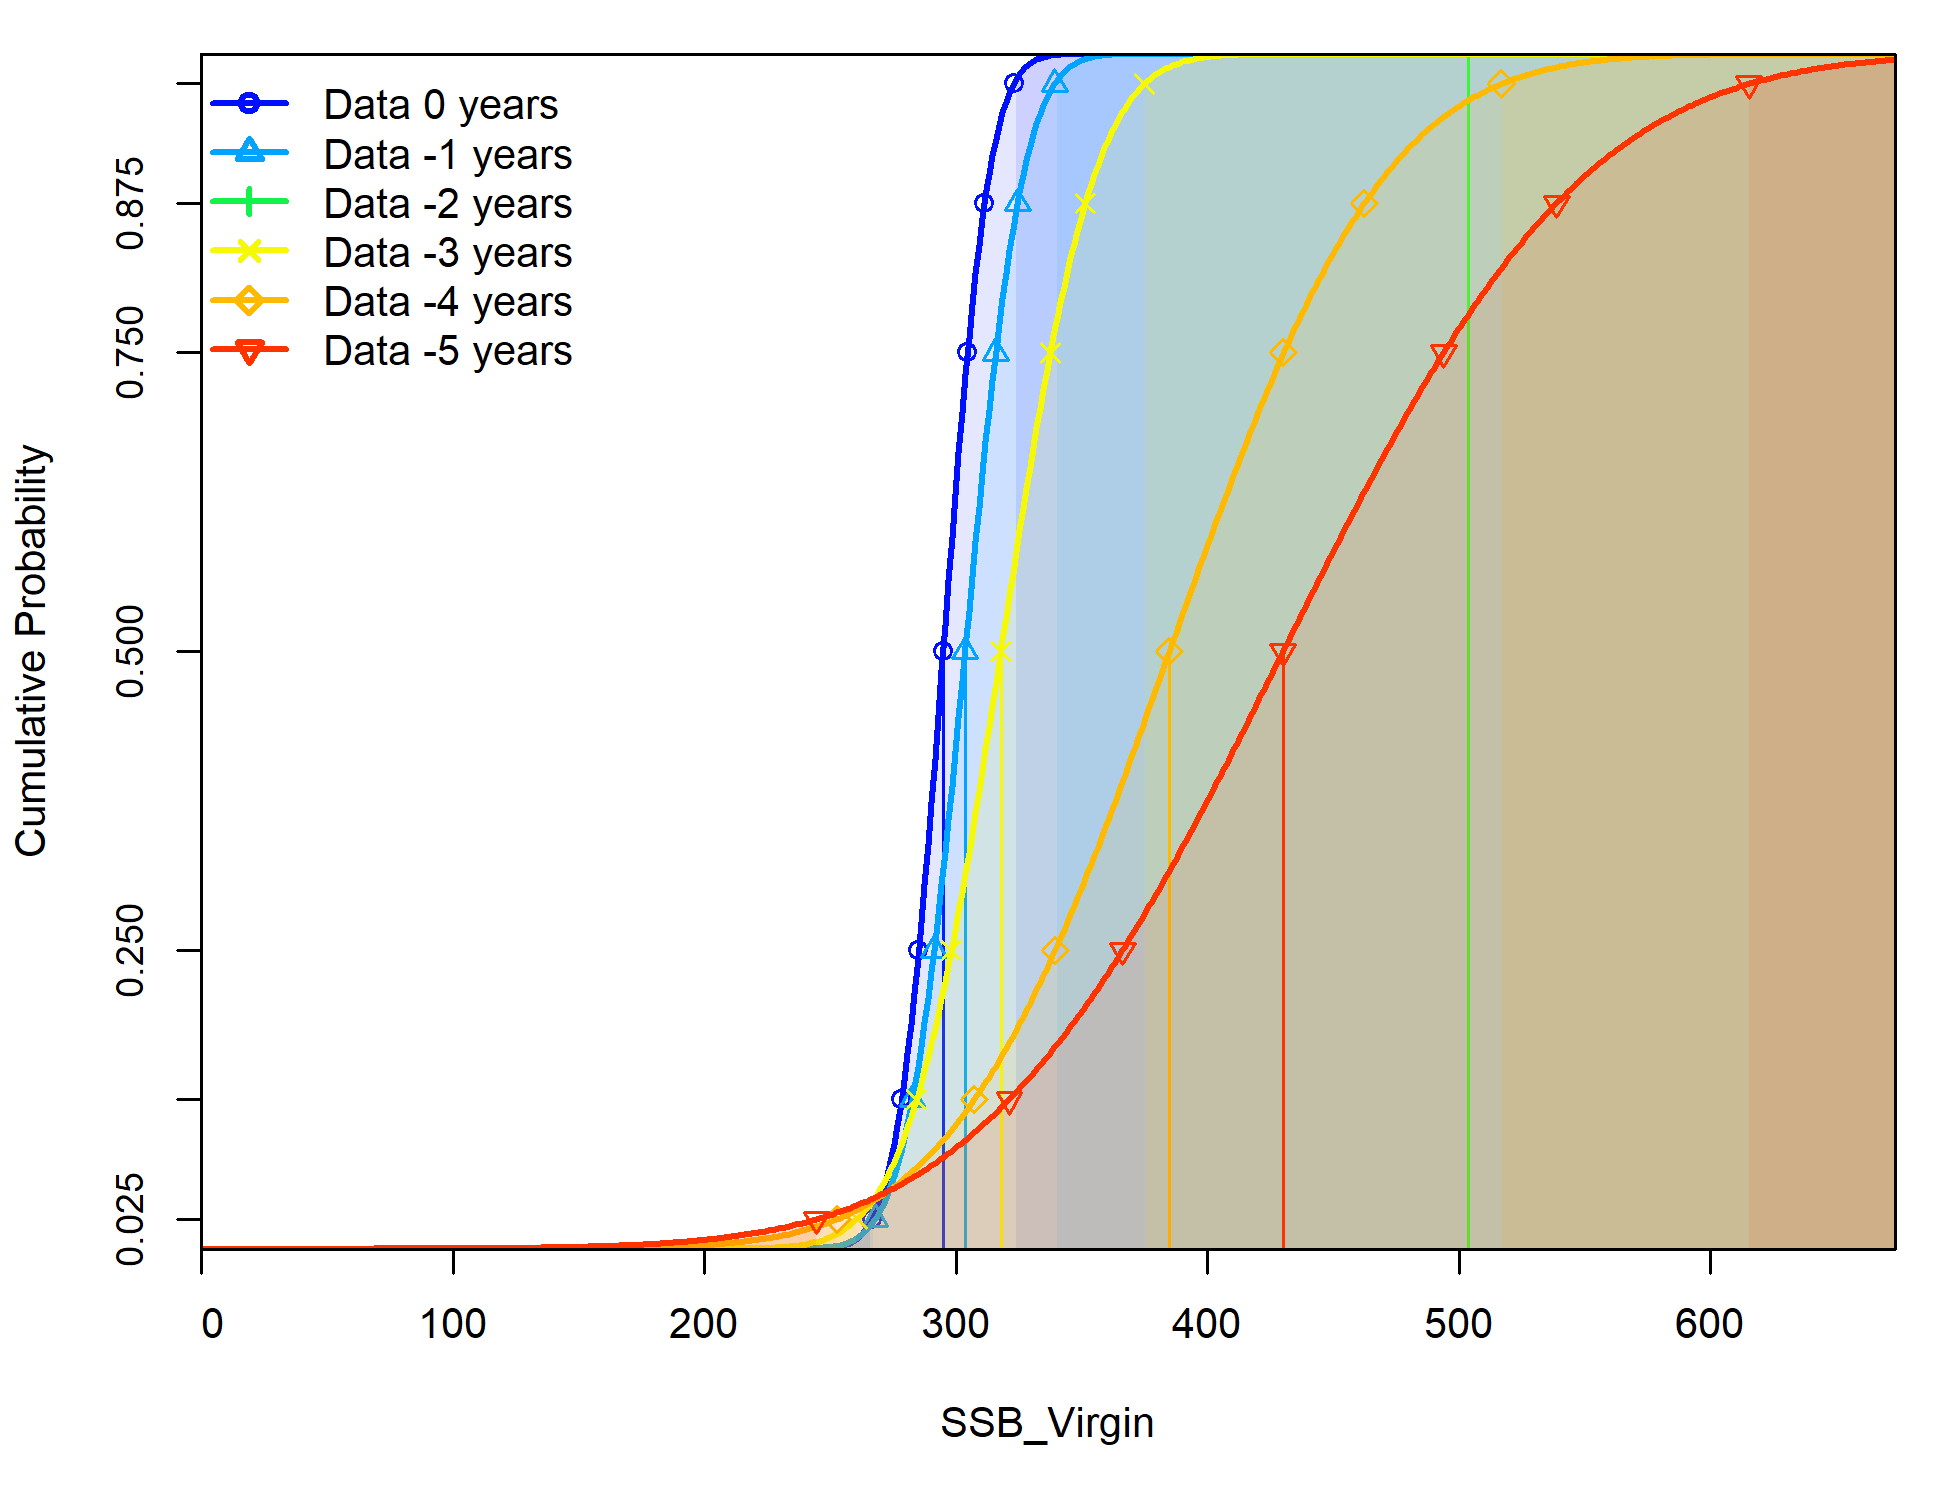 Data 0 years
Data -1 years
Data -2 years
Data -3 years
Data -4 years
Data -5 years
Cumulative Probability
0.875
0.750
0.500
0.250
0.025
0 100 200 300 400 500 600
SSB_Virgin